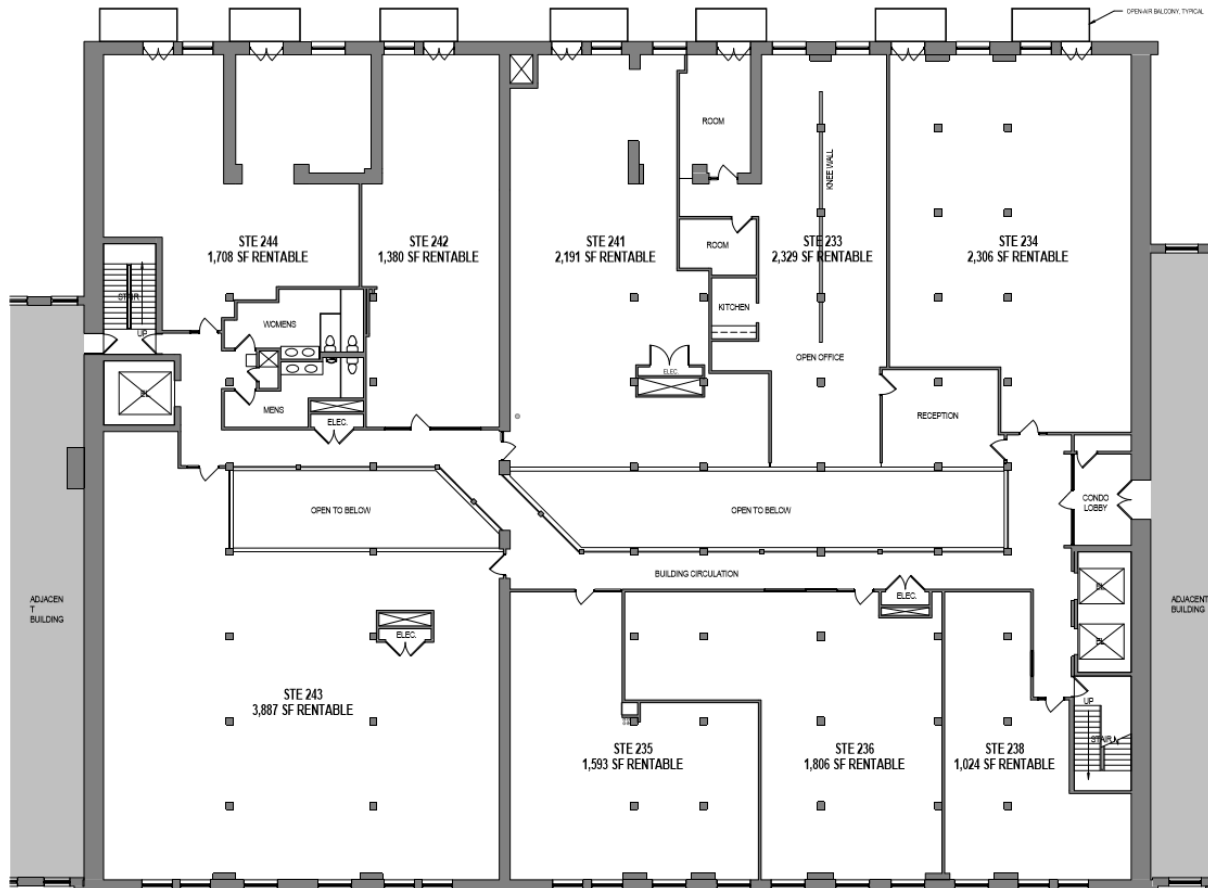 OPEN-AIR BALCONY, TYPICAL
ROOM
KNEE WALL
STE 244
1,708 SF RENTABLE
STE 242
1,380 SF RENTABLE
STE 241
2,191 SF RENTABLE
ROOM
STE 233
2,329 SF RENTABLE
STE 234
2,306 SF RENTABLE
STAIR
UP
WOMENS
KITCHEN
OPEN OFFICE
ELEC.
EL
MENS
ELEC.
RECEPTION
OPEN TO BELOW
OPEN TO BELOW
CONDO
LOBBY
BUILDING CIRCULATION
ELEC.
EL
EL
ADJACEN
T
BUILDING
ADJACENT
BUILDING
ELEC.
STE 243
3,887 SF RENTABLE
UP
STAIR
STE 235
1,593 SF RENTABLE
STE 236
1,806 SF RENTABLE
STE 238
1,024 SF RENTABLE